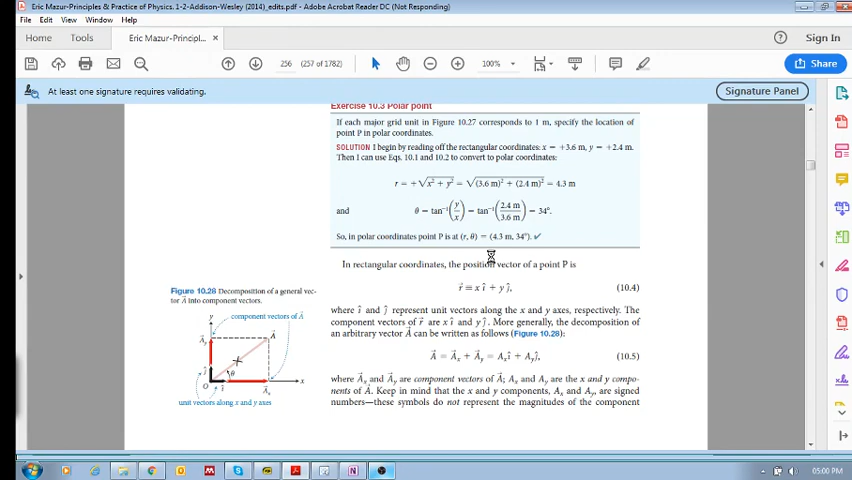 Eric Mazur-Principles & Practice of Physics. 1-2-Addison-Wesley (2014)_edits.pdf - Adobe Acrobat Reader DC (Not Responding)
File Edit View Window Help
Home Tools Eric Mazur-Princip1... × Sign In
256 (257 of 1782) 100% Share
At least one signature requires validating. Signature Panel
Exercise 10.3 Polar point
If each major grid unit in Figure 10.27 corresponds to 1 m, specify the location of
point P in polar coordinates.
SOLUTION I begin by reading off the rectangular coordinates: x = +3.6 m, y = +2.4 m.
Then I can use Eqs. 10.1 and 10.2 to convert to polar coordinates:
r = +√x² + y² = √(3.6 m)² + (2.4 m)² = 4.3 m
and θ = tan⁻¹(y/x) = tan⁻¹(2.4 m/3.6 m) = 34°.
So, in polar coordinates point P is at (r, θ) = (4.3 m, 34°). ✔
In rectangular coordinates, the position vector of a point P is
r⃗ ≡ x î + y ĵ, (10.4)
where î and ĵ represent unit vectors along the x and y axes, respectively. The
component vectors of r⃗ are x î and y ĵ. More generally, the decomposition of
an arbitrary vector A⃗ can be written as follows (Figure 10.28):
A⃗ = A⃗x + A⃗y = Ax î + Ay ĵ, (10.5)
where A⃗x and A⃗y are component vectors of A⃗; Ax and Ay are the x and y compo-
nents of A⃗. Keep in mind that the x and y components, Ax and Ay, are signed
numbers—these symbols do not represent the magnitudes of the component
Figure 10.28 Decomposition of a general vec-
tor A⃗ into component vectors.
y component vectors of A⃗
A⃗y A⃗
ĵ θ
O î A⃗x x
unit vectors along x and y axes
05:00 PM